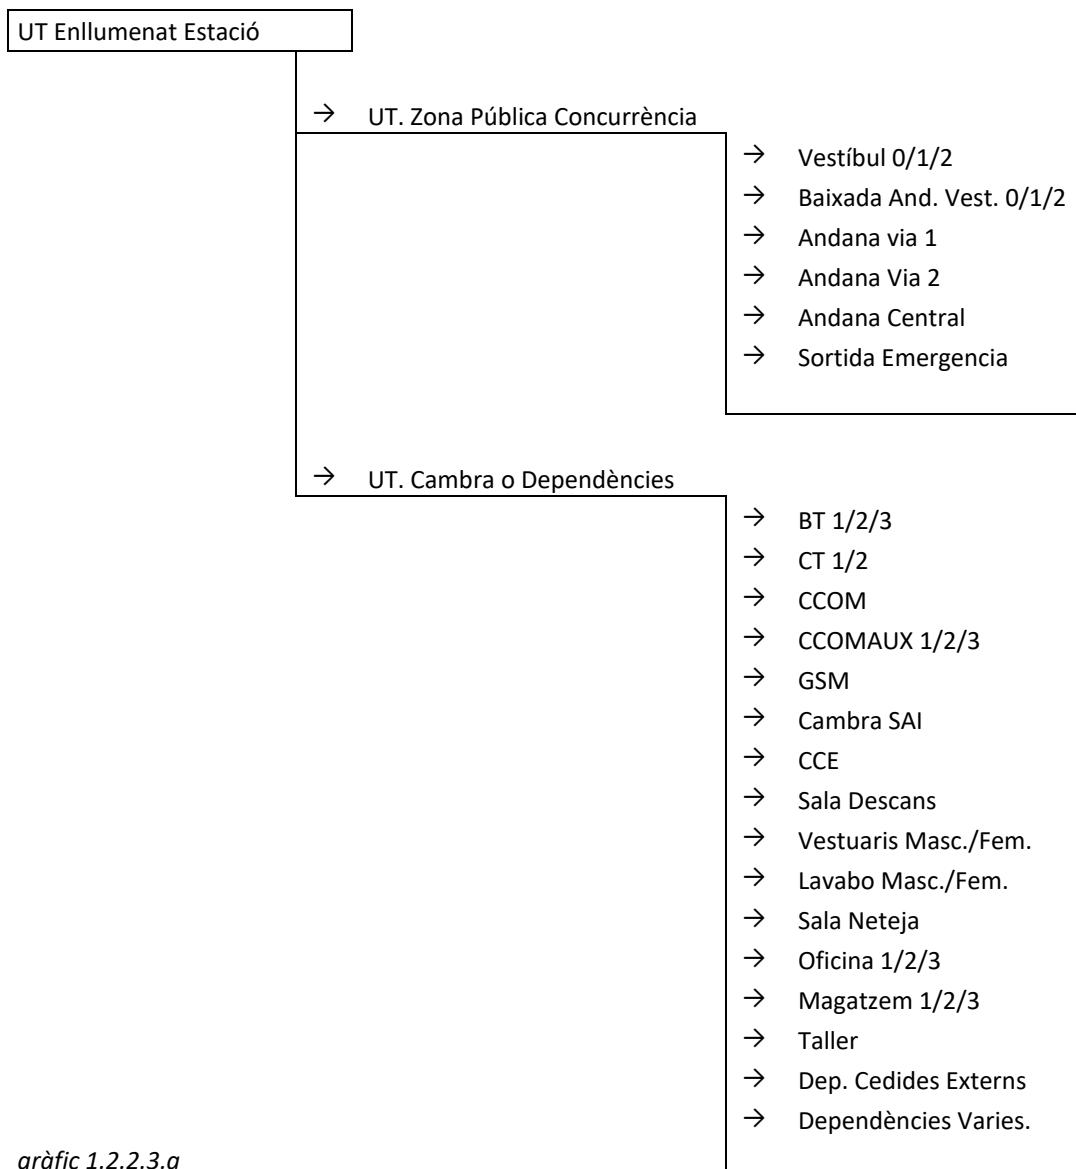 UT Enllumenat Estació
→ UT. Zona Pública Concurrència
→ Vestíbul 0/1/2
→ Baixada And. Vest. 0/1/2
→ Andana via 1
→ Andana Via 2
→ Andana Central
→ Sortida Emergencia
→ UT. Cambra o Dependències
→ BT 1/2/3
→ CT 1/2
→ CCOM
→ CCOMAUX 1/2/3
→ GSM
→ Cambra SAI
→ CCE
→ Sala Descans
→ Vestuaris Masc./Fem.
→ Lavabo Masc./Fem.
→ Sala Neteja
→ Oficina 1/2/3
→ Magatzem 1/2/3
→ Taller
→ Dep. Cedides Externs
→ Dependències Varies.
gràfic 1.2.2.3.a